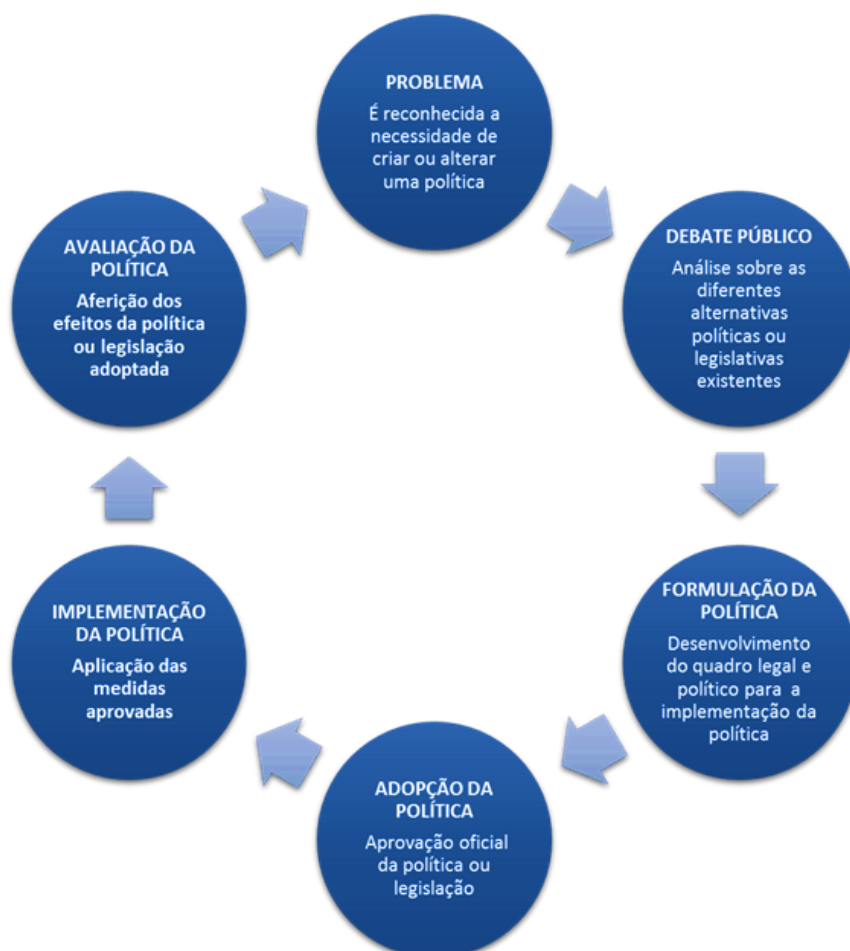 PROBLEMA
É reconhecida a
necessidade de
criar ou alterar
uma política
DEBATE PÚBLICO
Análise sobre as
diferentes
alternativas
políticas ou
legislativas
existentes
FORMULAÇÃO DA
POLÍTICA
Desenvolvimento
do quadro legal e
político para a
implementação da
política
ADOPÇÃO DA
POLÍTICA
Aprovação oficial
da política ou
legislação
IMPLEMENTAÇÃO
DA POLÍTICA
Aplicação das
medidas
aprovadas
AVALIAÇÃO DA
POLÍTICA
Aferição dos
efeitos da política
ou legislação
adoptada